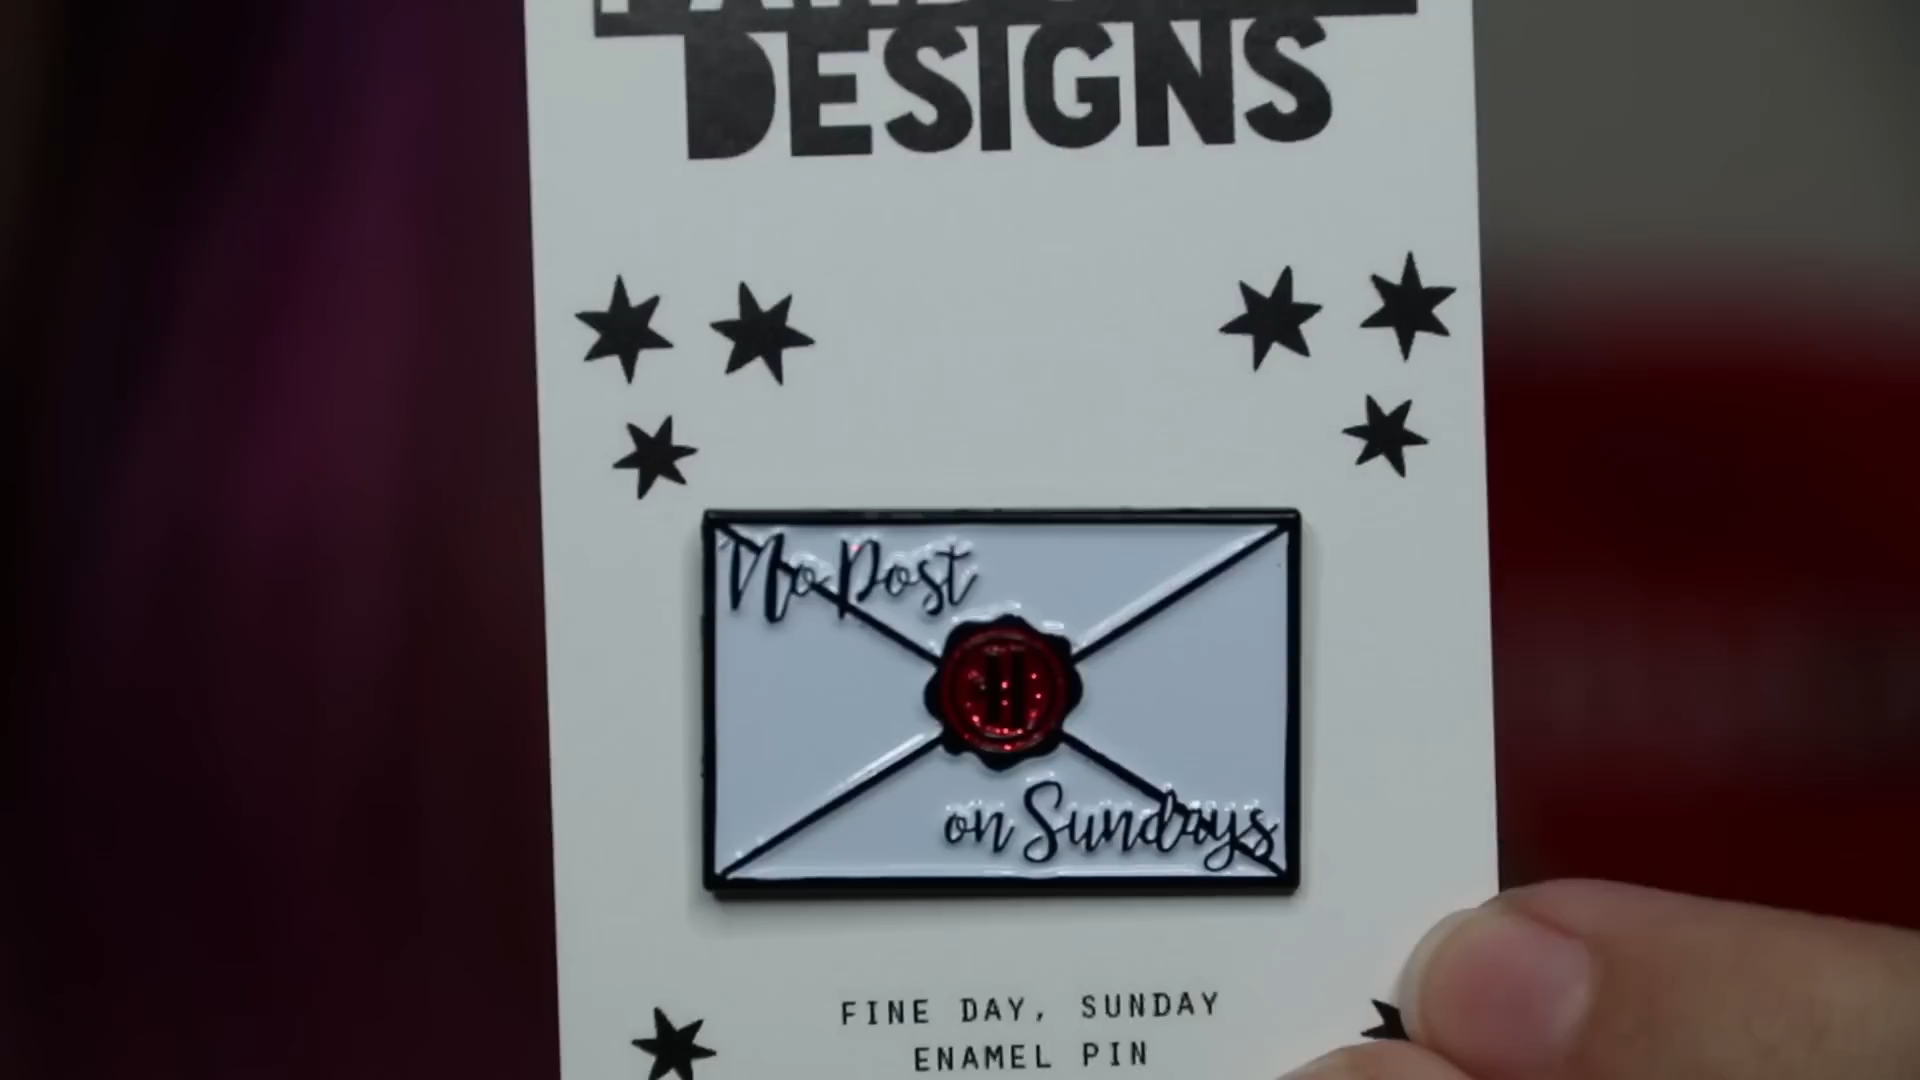 DESIGNS
No Post
H
on Sundays
FINE DAY, SUNDAY
ENAMEL PIN